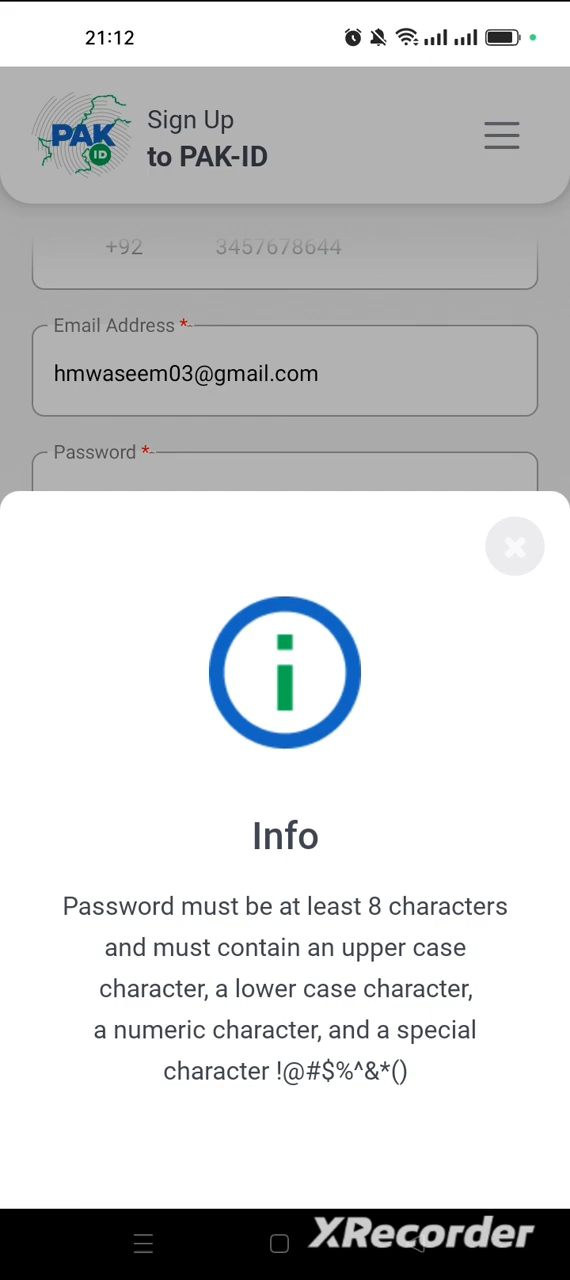 21:12
PAK
ID
Sign Up
to PAK-ID
+92 3457678644
Email Address *
hmwaseem03@gmail.com
Password *
i
Info
Password must be at least 8 characters
and must contain an upper case
character, a lower case character,
a numeric character, and a special
character !@#$%^&*()
XRecorder